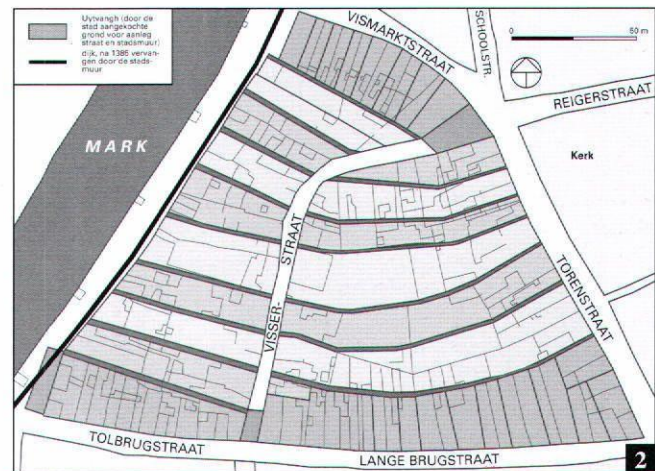 Uytvangh (door de
stad aangekochte
grond voor aanleg
straat en stadsmuur)
dijk, na 1385 vervan-
gen door de stads-
muur
VISMARKTSTRAAT
SCHOOLSTR.
0 50 m
REIGERSTRAAT
MARK
Kerk
VISSER-
STRAAT
TORENSTRAAT
TOLBRUGSTRAAT
LANGE BRUGSTRAAT
2